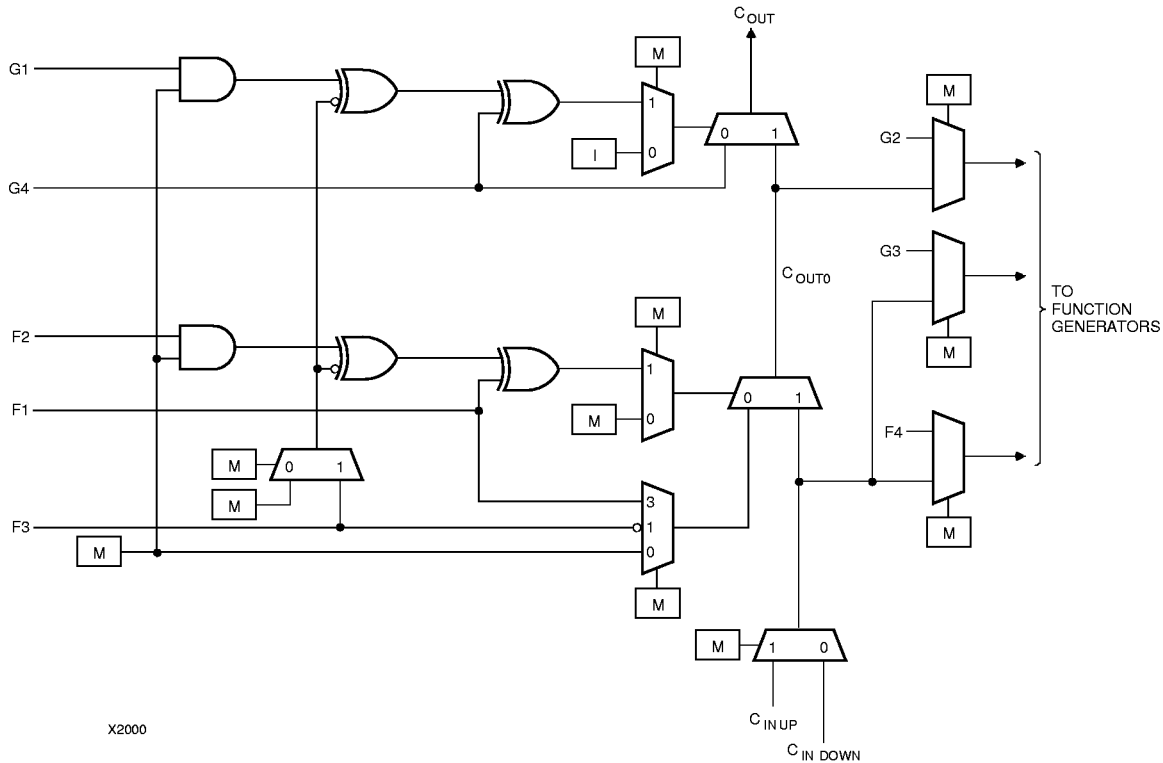 C OUT
M
G1
M
1
G2
I
0
0 1
G4
G3
C OUT0
TO
FUNCTION
GENERATORS
M
F2
M
1
0 1
F1
M
0
F4
M
0 1
M
3
F3
1
M
0
M
M
M
1 0
C IN UP
X2000
C IN DOWN